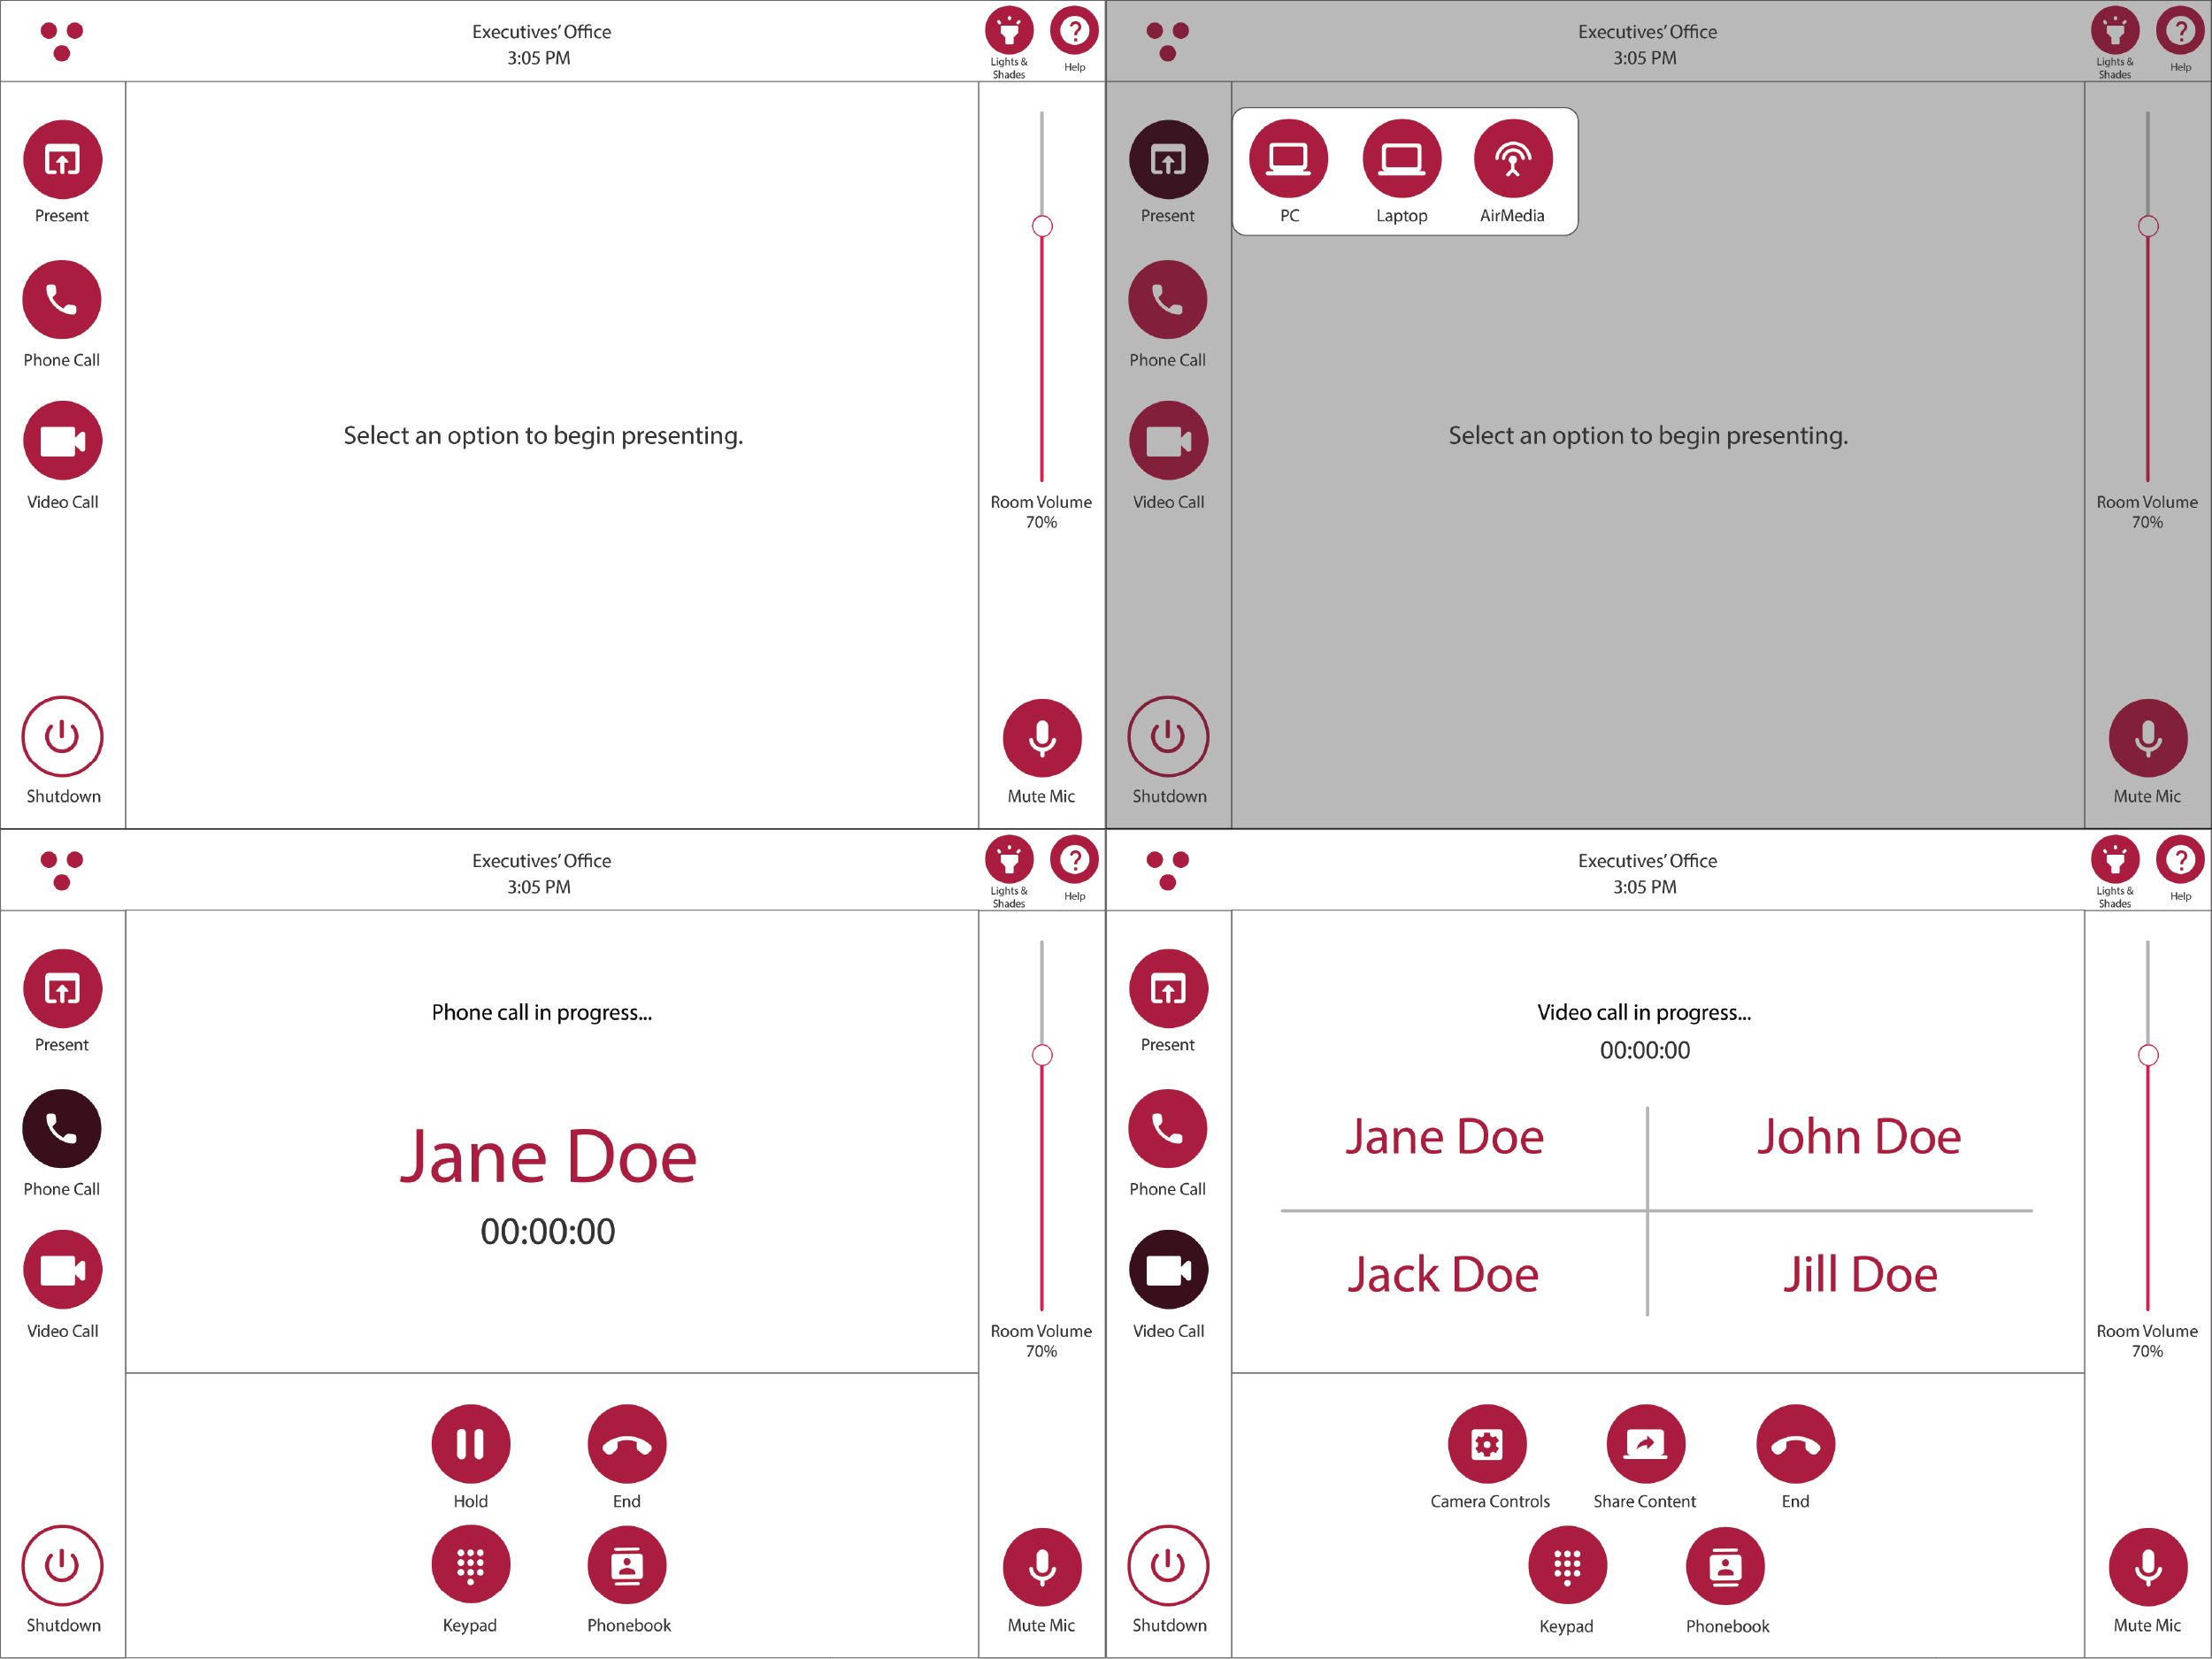 Executives' Office
3:05 PM
Lights &
Shades
Help
Present
Phone Call
Video Call
Select an option to begin presenting.
Room Volume
70%
Shutdown
Mute Mic
Executives' Office
3:05 PM
Lights &
Shades
Help
Present
PC
Laptop
AirMedia
Phone Call
Video Call
Select an option to begin presenting.
Room Volume
70%
Shutdown
Mute Mic
Executives' Office
3:05 PM
Lights &
Shades
Help
Present
Phone Call
Video Call
Phone call in progress...
Jane Doe
00:00:00
Room Volume
70%
Hold
End
Keypad
Phonebook
Shutdown
Mute Mic
Executives' Office
3:05 PM
Lights &
Shades
Help
Present
Phone Call
Video Call
Video call in progress...
00:00:00
Jane Doe
John Doe
Jack Doe
Jill Doe
Room Volume
70%
Camera Controls
Share Content
End
Keypad
Phonebook
Shutdown
Mute Mic